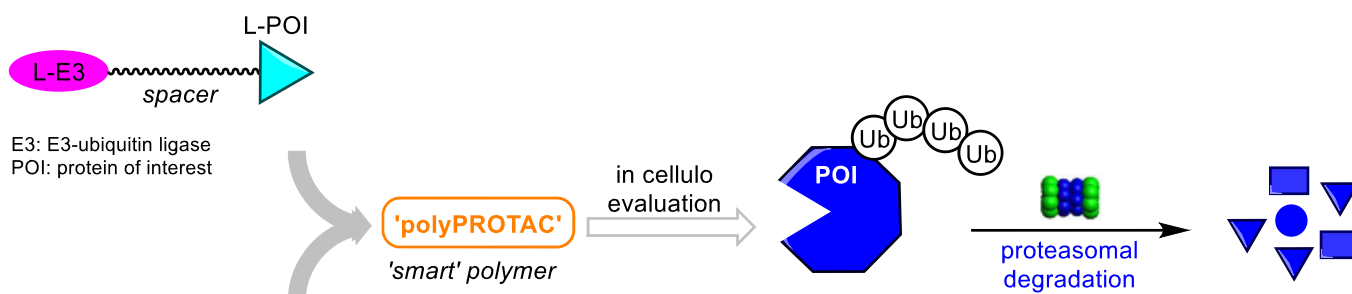 L-POI
L-E3
spacer
E3: E3-ubiquitin ligase
POI: protein of interest
'polyPROTAC'
'smart' polymer
in cellulo
evaluation
POI
Ub
Ub
Ub
Ub
proteasomal
degradation